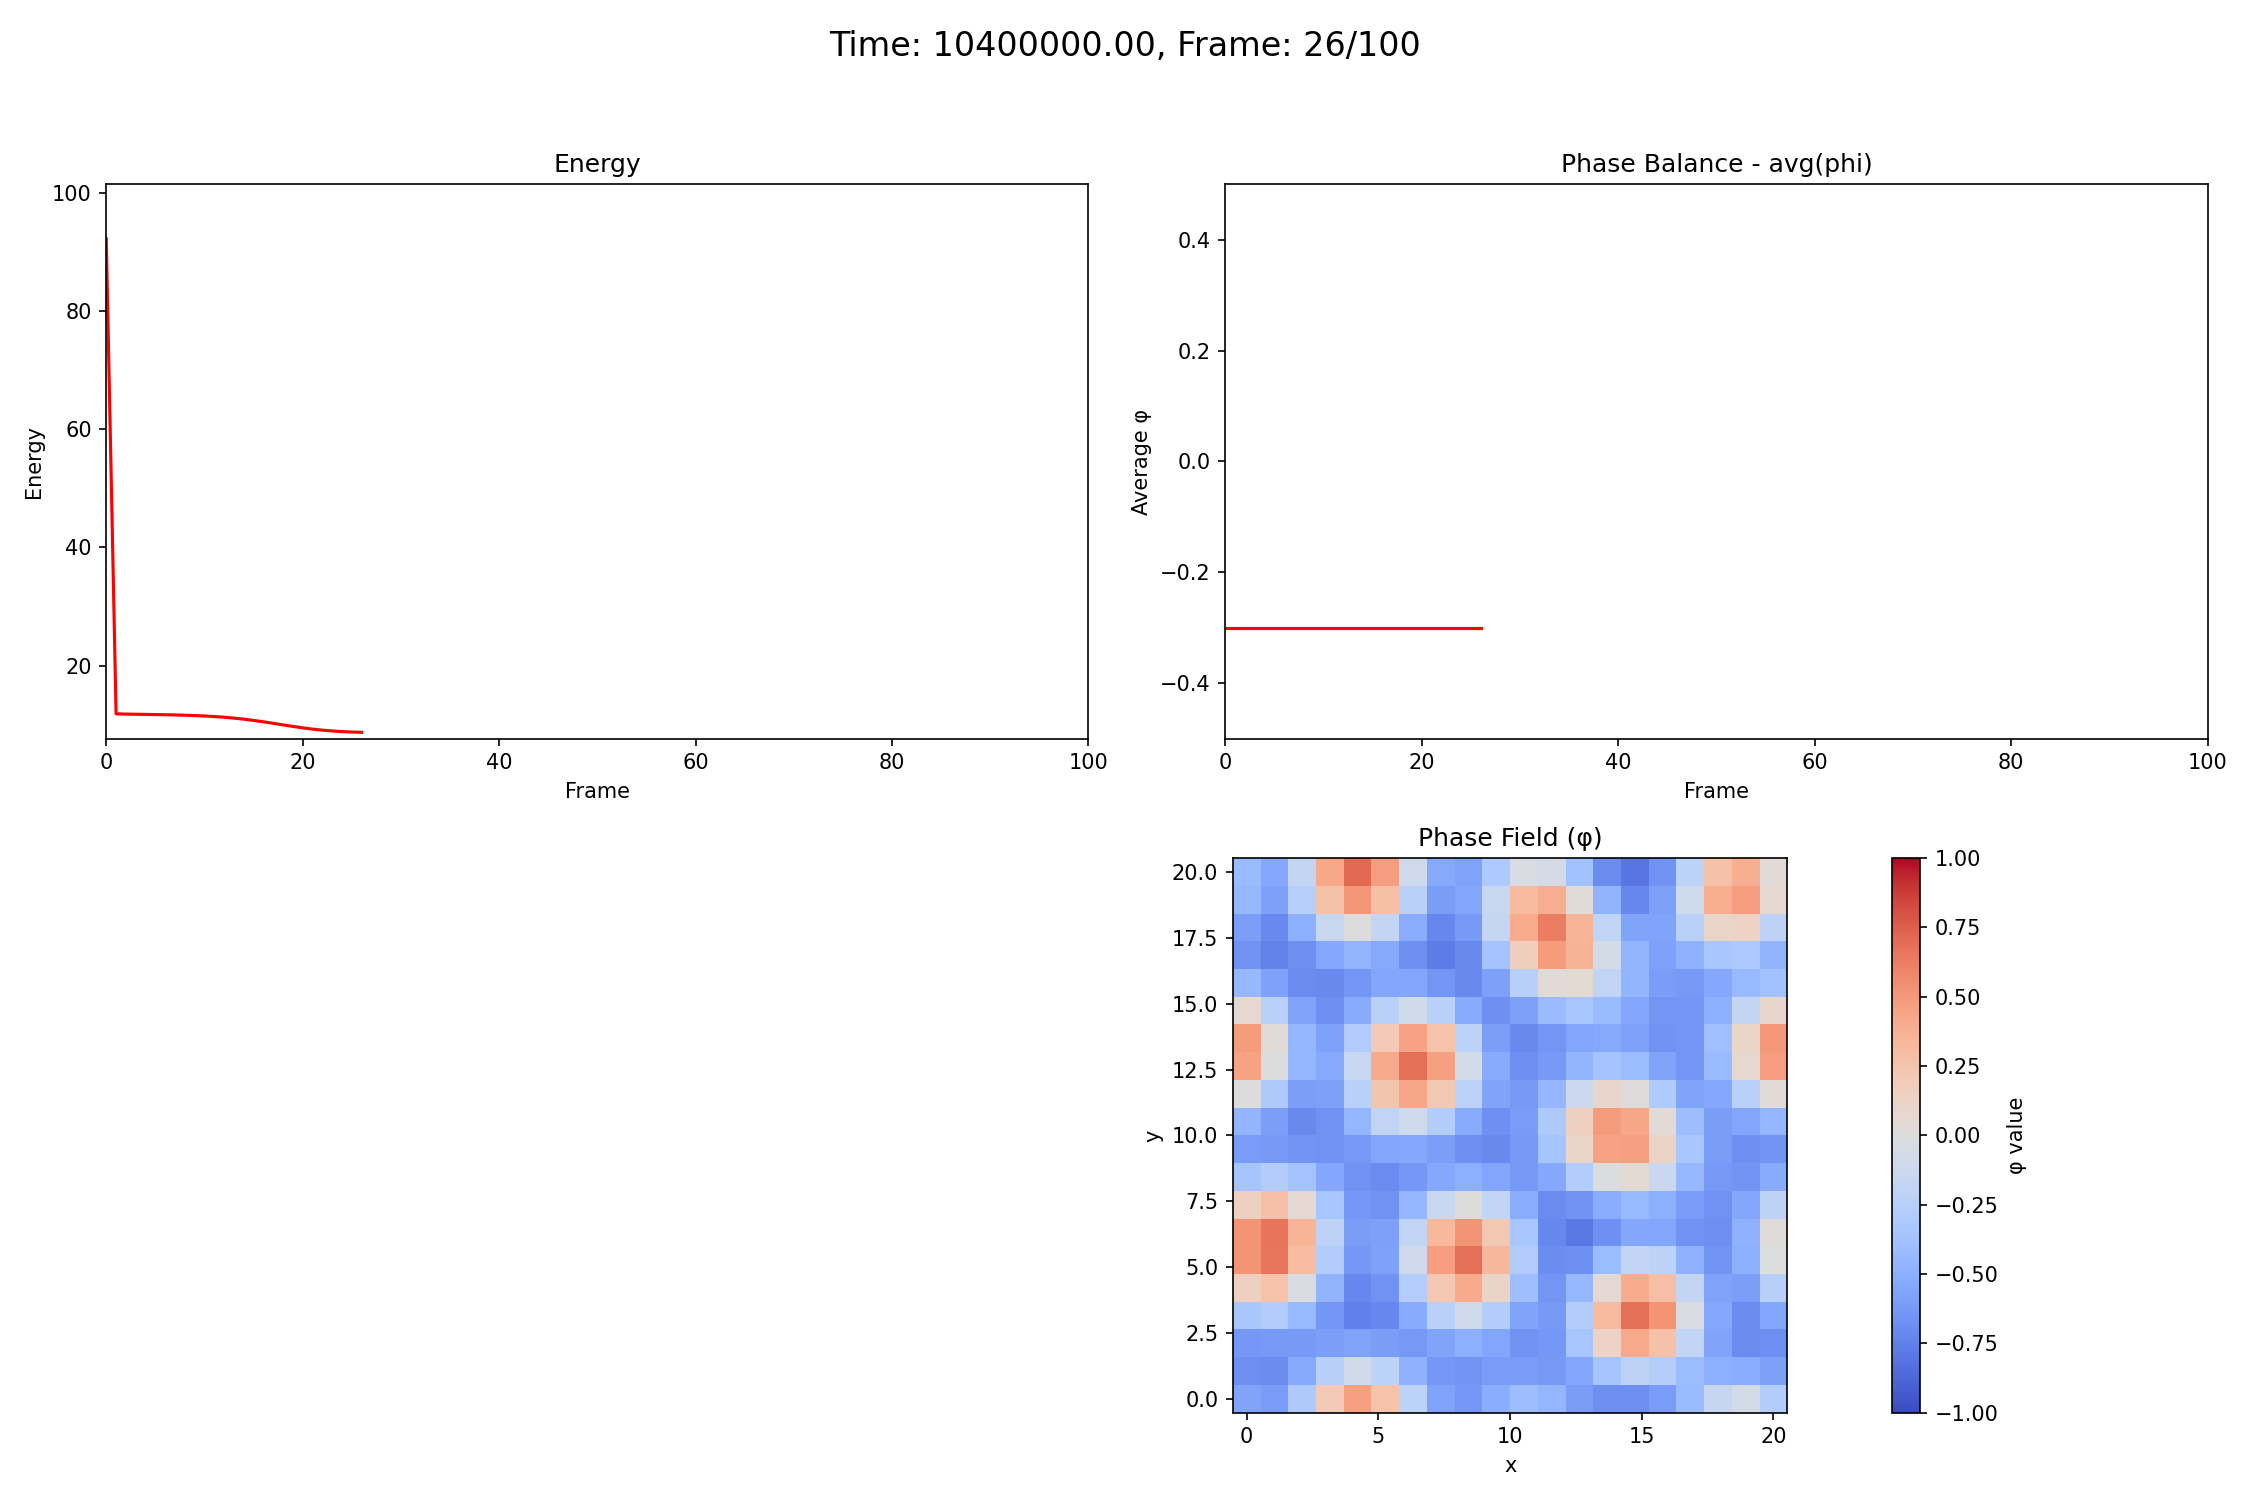 Time: 10400000.00, Frame: 26/100
Energy
100
80
60
40
20
Energy
0 20 40 60 80 100
Frame
Phase Balance - avg(phi)
0.4
0.2
0.0
−0.2
−0.4
Average φ
0 20 40 60 80 100
Frame
Phase Field (φ)
20.0
17.5
15.0
12.5
10.0
7.5
5.0
2.5
0.0
y
0 5 10 15 20
x
1.00
0.75
0.50
0.25
0.00
−0.25
−0.50
−0.75
−1.00
φ value